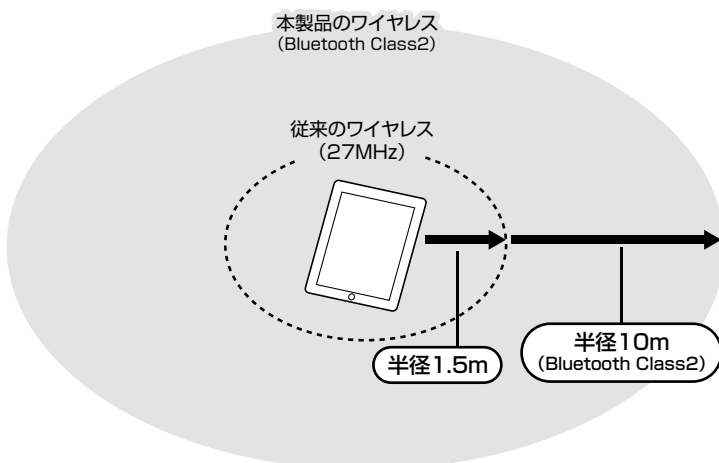 本製品のワイヤレス
(Bluetooth Class2)
従来のワイヤレス
(27MHz)
半径1.5m
半径10m
(Bluetooth Class2)